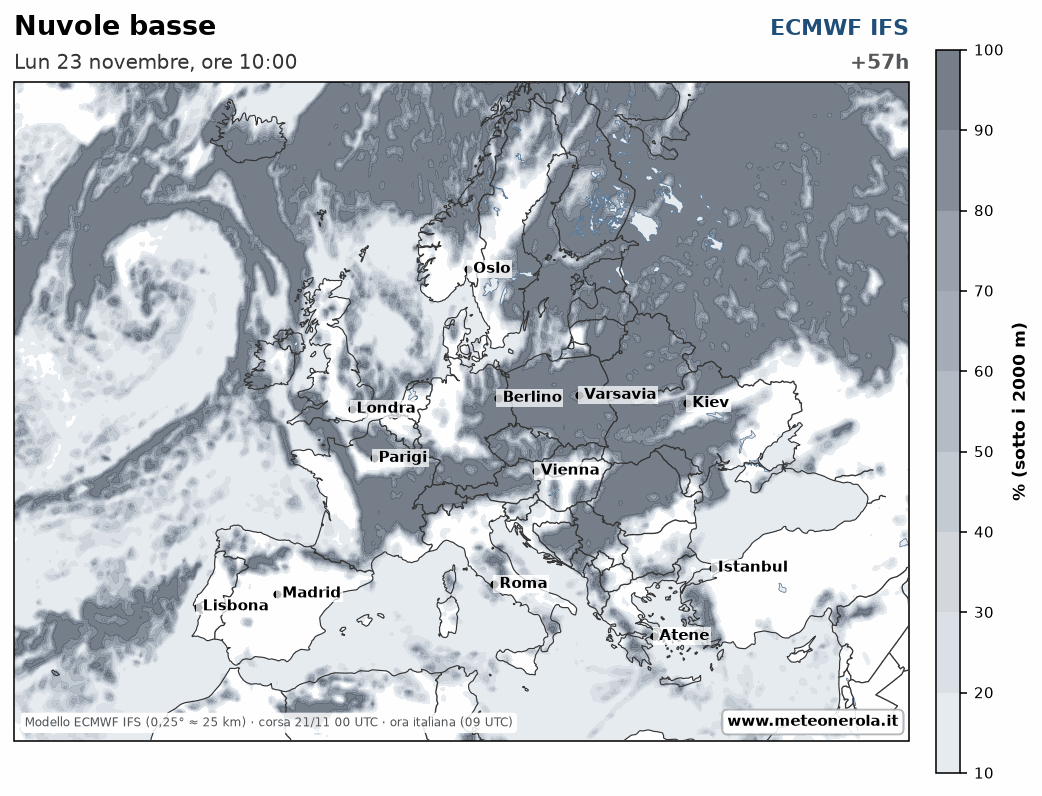 Nuvole basse
ECMWF IFS
Lun 23 novembre, ore 10:00
+57h
Oslo
Londra
Berlino
Varsavia
Kiev
Parigi
Vienna
Istanbul
Roma
Madrid
Lisbona
Atene
Modello ECMWF IFS (0,25° ≈ 25 km) · corsa 21/11 00 UTC · ora italiana (09 UTC)
www.meteonerola.it
100
90
80
70
60
50
40
30
20
10
% (sotto i 2000 m)